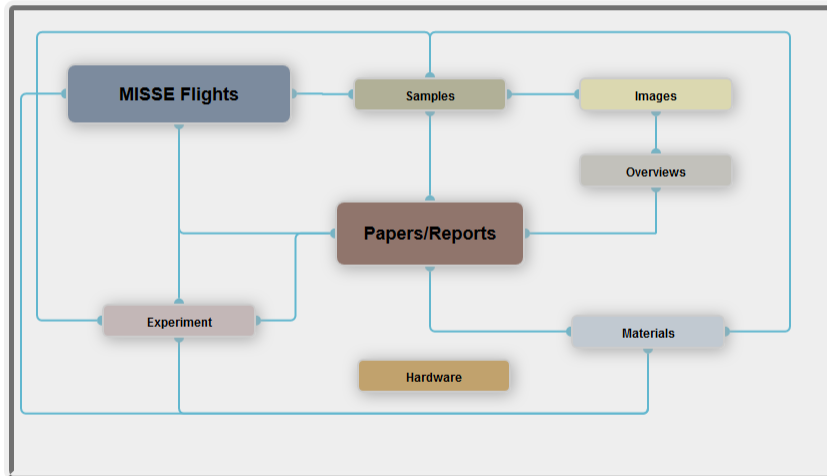 MISSE Flights
Samples
Images
Overviews
Papers/Reports
Experiment
Materials
Hardware